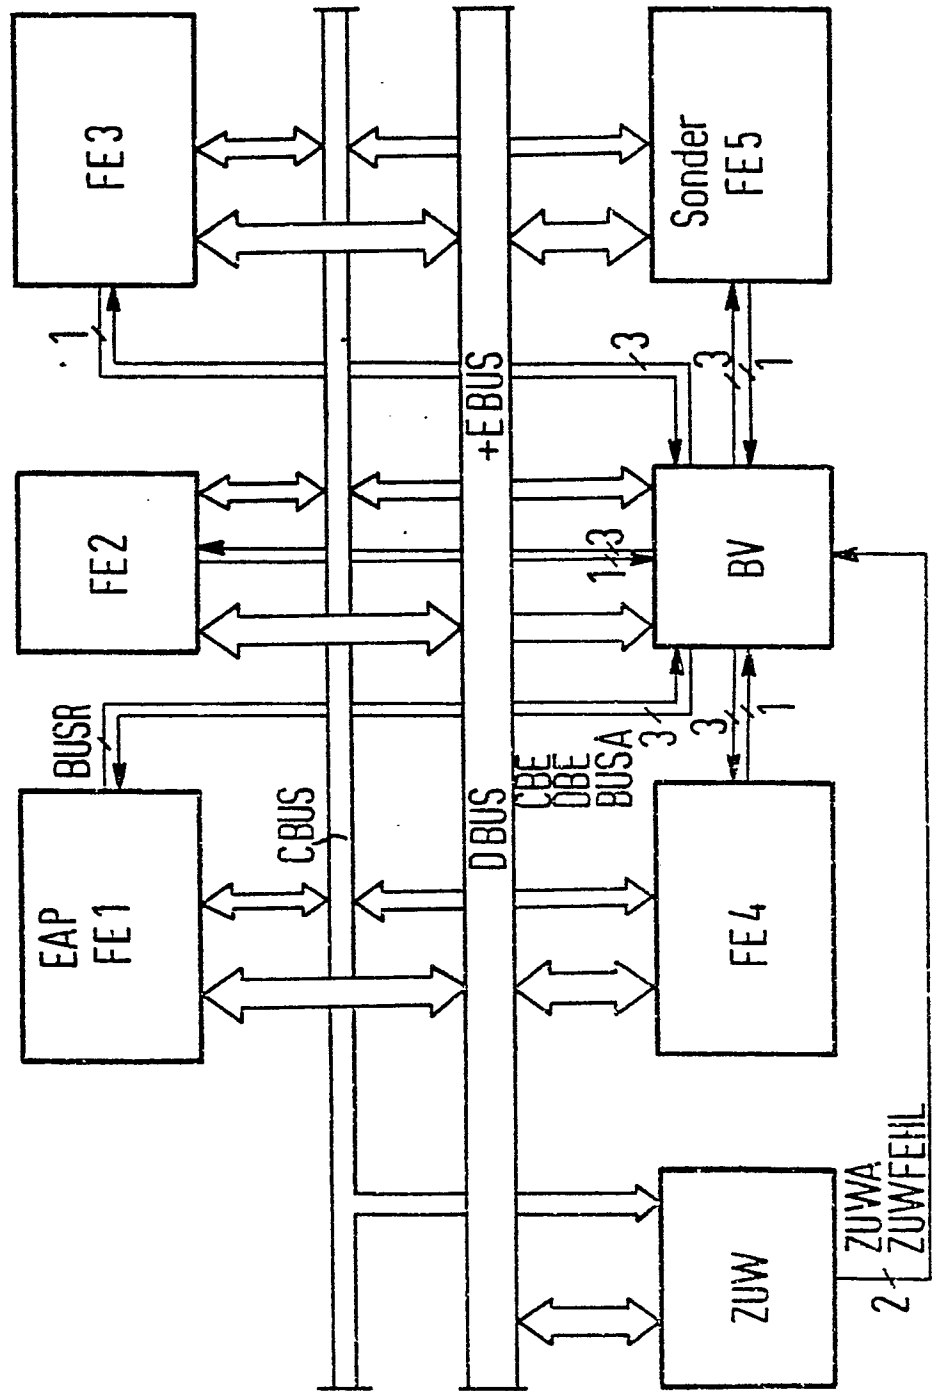 EAP
FE1
BUSR
FE2
1
FE3
CBUS
DBUS
+EBUS
CBE
DBE
BUSA
3
1
3
3
ZUW
FE4
3
1
BV
3
1
Sonder
FE5
2
ZUWA
ZUWFEHL